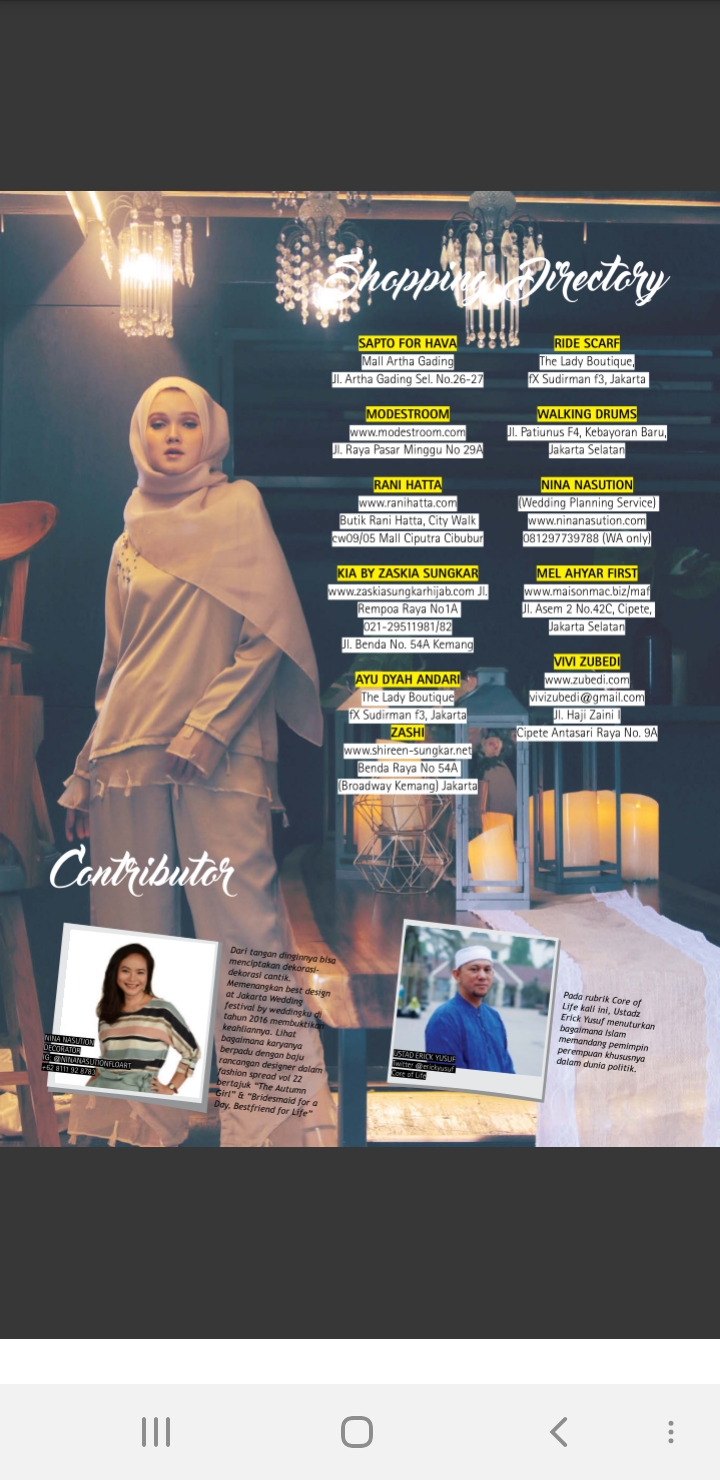 Shopping Directory
SAPTO FOR HAVA
Mall Artha Gading
Jl. Artha Gading Sel. No.26-27
MODESTROOM
www.modestroom.com
Jl. Raya Pasar Minggu No 29A
RANI HATTA
www.ranihatta.com
Butik Rani Hatta, City Walk
cw09/05 Mall Ciputra Cibubur
KIA BY ZASKIA SUNGKAR
www.zaskiasungkarhijab.com Jl.
Rempoa Raya No1A
021-29511981/82
Jl. Benda No. 54A Kemang
AYU DYAH ANDARI
The Lady Boutique
fX Sudirman f3, Jakarta
ZASHI
www.shireen-sungkar.net
Benda Raya No 54A
(Broadway Kemang) Jakarta
RIDE SCARF
The Lady Boutique,
fX Sudirman f3, Jakarta
WALKING DRUMS
Jl. Patiunus F4, Kebayoran Baru,
Jakarta Selatan
NINA NASUTION
(Wedding Planning Service)
www.ninanasution.com
081297739788 (WA only)
MEL AHYAR FIRST
www.maisonmac.biz/maf
Jl. Asem 2 No.42C, Cipete,
Jakarta Selatan
VIVI ZUBEDI
www.zubedi.com
vivizubedi@gmail.com
Jl. Haji Zaini I
Cipete Antasari Raya No. 9A
Contributor
NINA NASUTION
DECORATOR
IG : @NINANASUTIONFLOART
+62 8111 92 8783
Dari tangan dinginnya bisa
menciptakan dekorasi-
dekorasi cantik.
Memenangkan best design
at Jakarta Wedding
festival by weddingku di
tahun 2016 membuktikan
keahliannya. Lihat
bagaimana karyanya
berpadu dengan baju
rancangan designer dalam
fashion spread vol 22
bertajuk "The Autumn
Girl" & "Bridesmaid for a
Day, Bestfriend for Life"
USTAD ERICK YUSUF
Twitter @erickyusuf
Core of Life
Pada rubrik Core of
Life kali ini, Ustadz
Erick Yusuf menuturkan
bagaimana Islam
memandang pemimpin
perempuan khususnya
dalam dunia politik.